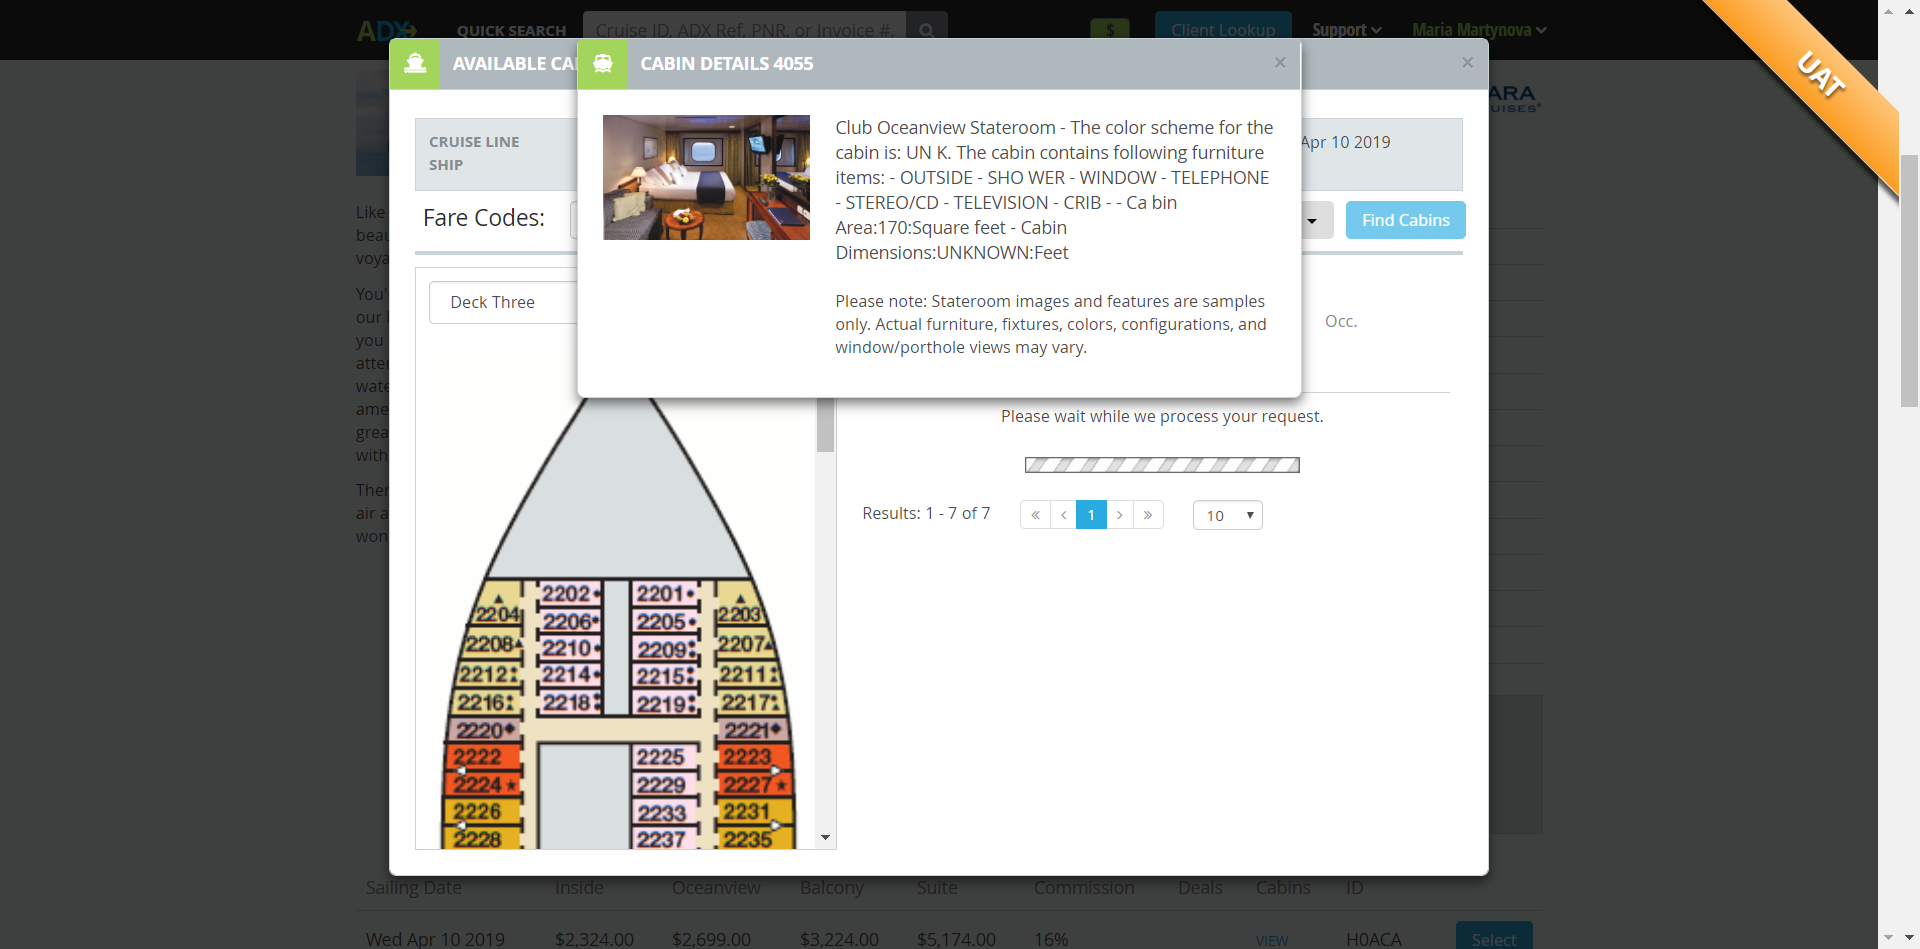 ADX
QUICK SEARCH
Cruise ID, ADX Ref, PNR, or Invoice #.
$
Client Lookup
Support
Maria Martynova
UAT
AVAILABLE CA
CABIN DETAILS 4055
×
×
ARA
UISES
CRUISE LINE
SHIP
Apr 10 2019
Club Oceanview Stateroom - The color scheme for the
cabin is: UN K. The cabin contains following furniture
items: - OUTSIDE - SHO WER - WINDOW - TELEPHONE
- STEREO/CD - TELEVISION - CRIB - - Ca bin
Area:170:Square feet - Cabin
Dimensions:UNKNOWN:Feet
Please note: Stateroom images and features are samples
only. Actual furniture, fixtures, colors, configurations, and
window/porthole views may vary.
Fare Codes:
Find Cabins
Deck Three
Occ.
Like
beau
voya
You'
our
you
atter
wate
ame
grea
with
Ther
air a
won
Please wait while we process your request.
Results: 1 - 7 of 7
« ‹ 1 › »
10
2202 2201
2204 2203
2206 2205
2208 2207
2210 2209
2212 2214 2215 2211
2216 2218 2219 2217
2220 2221
2222 2225 2223
2224 2229 2227
2226 2233 2231
2228 2237 2235
Sailing Date Inside Oceanview Balcony Suite Commission Deals Cabins ID
Wed Apr 10 2019 $2,324.00 $2,699.00 $3,224.00 $5,174.00 16% VIEW H0ACA Select